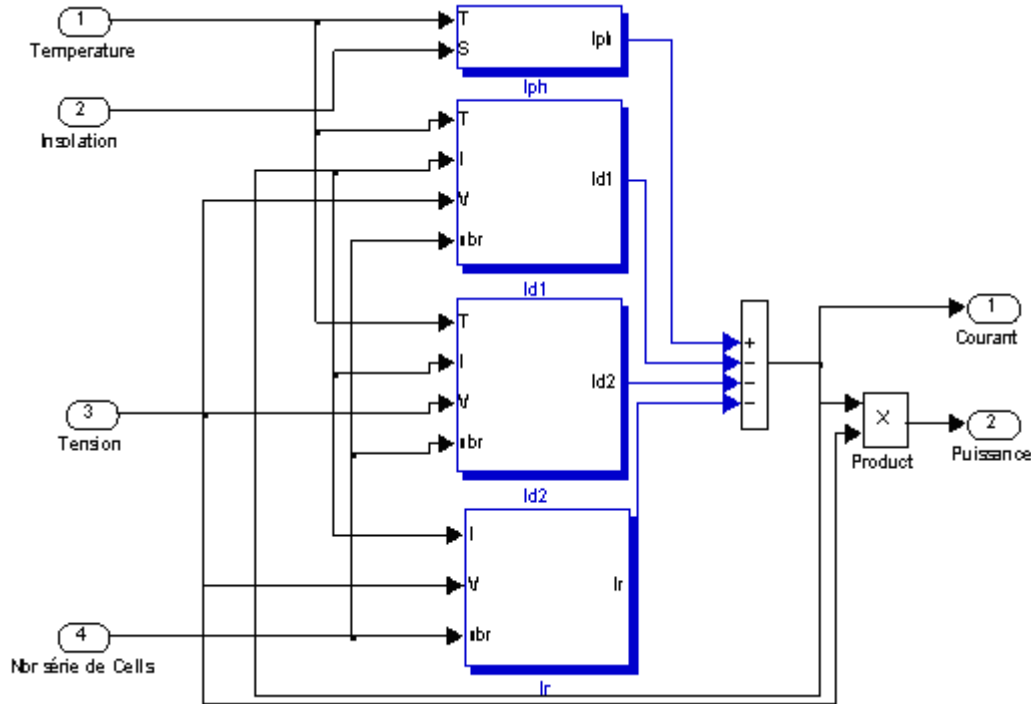 1
Temperature
2
Insolation
3
Tension
4
Nbr série de Cells
T
S
Iph
Iph
T
I
V
nbr
Id1
Id1
T
I
V
nbr
Id2
Id2
I
V
nbr
Ir
Ir
+
−
−
−
×
Product
1
Courant
2
Puissance